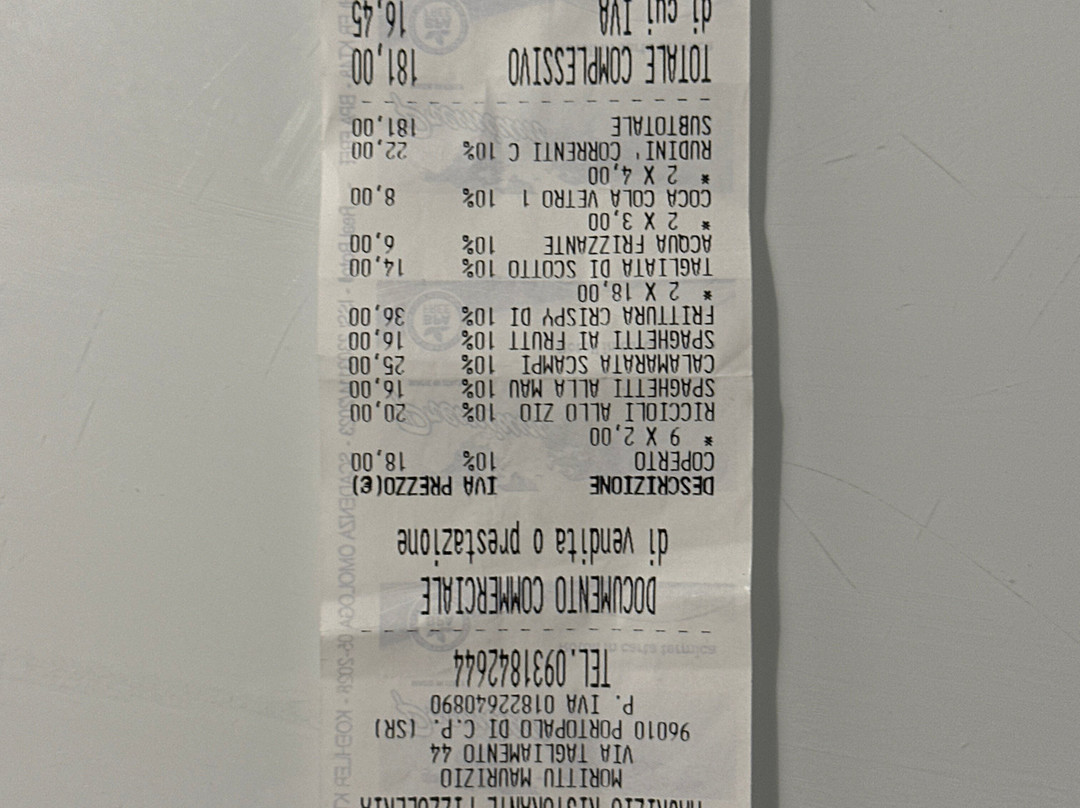 MAURIZIO RISTORANTE PIZZOLERIA
MORITTU MAURIZIO
VIA TAGLIAMENTO 44
96010 PORTOPALO DI C.P. (SR)
P. IVA 01822640890
TEL.0931842644
DOCUMENTO COMMERCIALE
di vendita o prestazione
DESCRIZIONE IVA PREZZO(€)
COPERTO 10% 18,00
* 9 X 2,00
RICCIOLI ALLO ZIO 10% 20,00
SPAGHETTI ALLA MAU 10% 16,00
CALAMARATA SCAMPI 10% 25,00
SPAGHETTI AI FRUTT 10% 16,00
FRITTURA CRISPY DI 10% 36,00
* 2 X 18,00
TAGLIATA DI SCOTTO 10% 14,00
ACQUA FRIZZANTE 10% 6,00
* 2 X 3,00
COCA COLA VETRO 1 10% 8,00
* 2 X 4,00
RUDINI' CORRENTI C 10% 22,00
SUBTOTALE 181,00
TOTALE COMPLESSIVO 181,00
di cui IVA 16,45